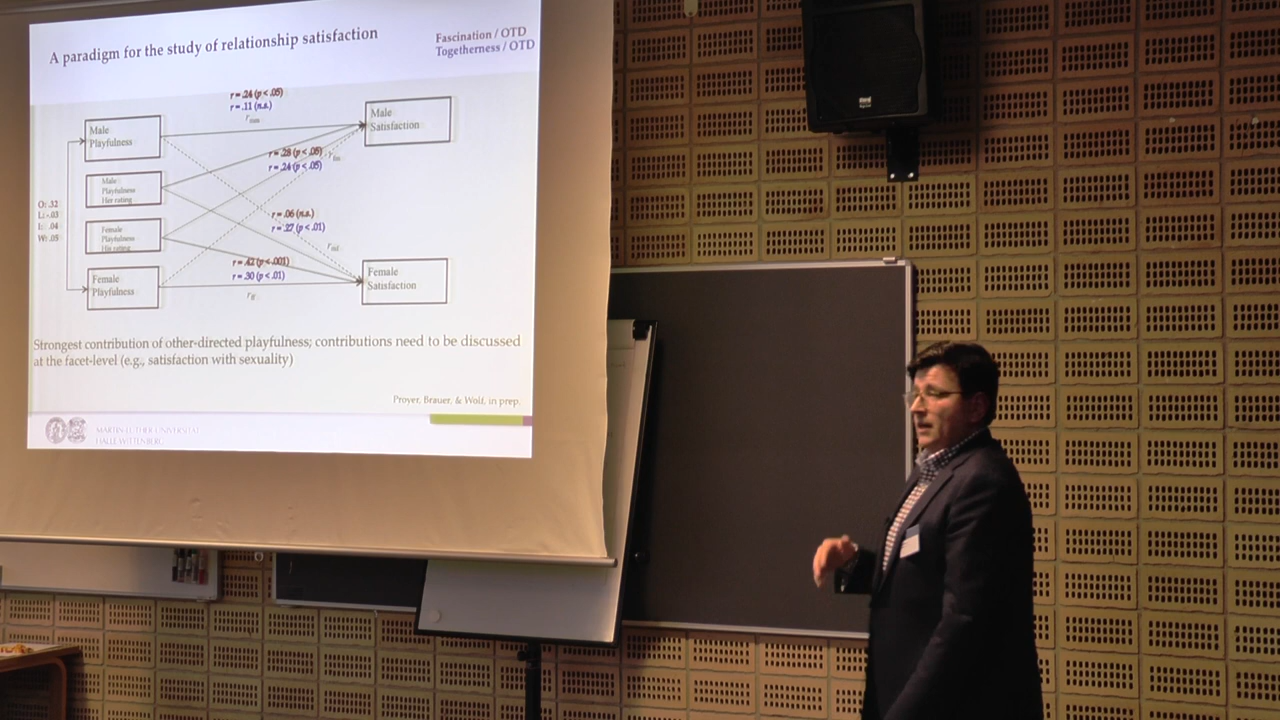 A paradigm for the study of relationship satisfaction
Fascination / OTD
Togetherness / OTD
r = .24 (p < .05)
r = .11 (n.s.)
Male
Playfulness
Male
Satisfaction
r = .28 (p < .05)
r = .24 (p < .05)
Male
Playfulness
Her rating
O: .32
L: -.03
I: .04
W: .05
r = .06 (n.s.)
r = .27 (p < .01)
Female
Playfulness
His rating
r = .42 (p < .001)
r = .30 (p < .01)
Female
Playfulness
Female
Satisfaction
Strongest contribution of other-directed playfulness; contributions need to be discussed
at the facet-level (e.g., satisfaction with sexuality)
Proyer, Brauer, & Wolf, in prep.
MARTIN-LUTHER-UNIVERSITÄT
HALLE-WITTENBERG